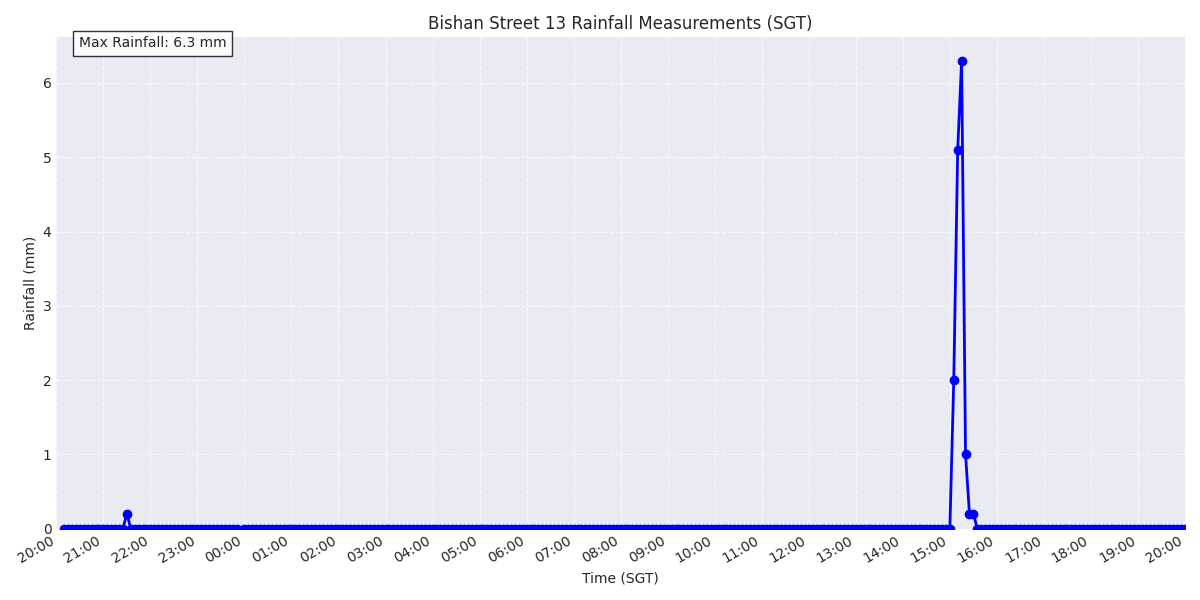 Bishan Street 13 Rainfall Measurements (SGT)
Max Rainfall: 6.3 mm
Rainfall (mm)
6
5
4
3
2
1
0
20:00 21:00 22:00 23:00 00:00 01:00 02:00 03:00 04:00 05:00 06:00 07:00 08:00 09:00 10:00 11:00 12:00 13:00 14:00 15:00 16:00 17:00 18:00 19:00 20:00
Time (SGT)